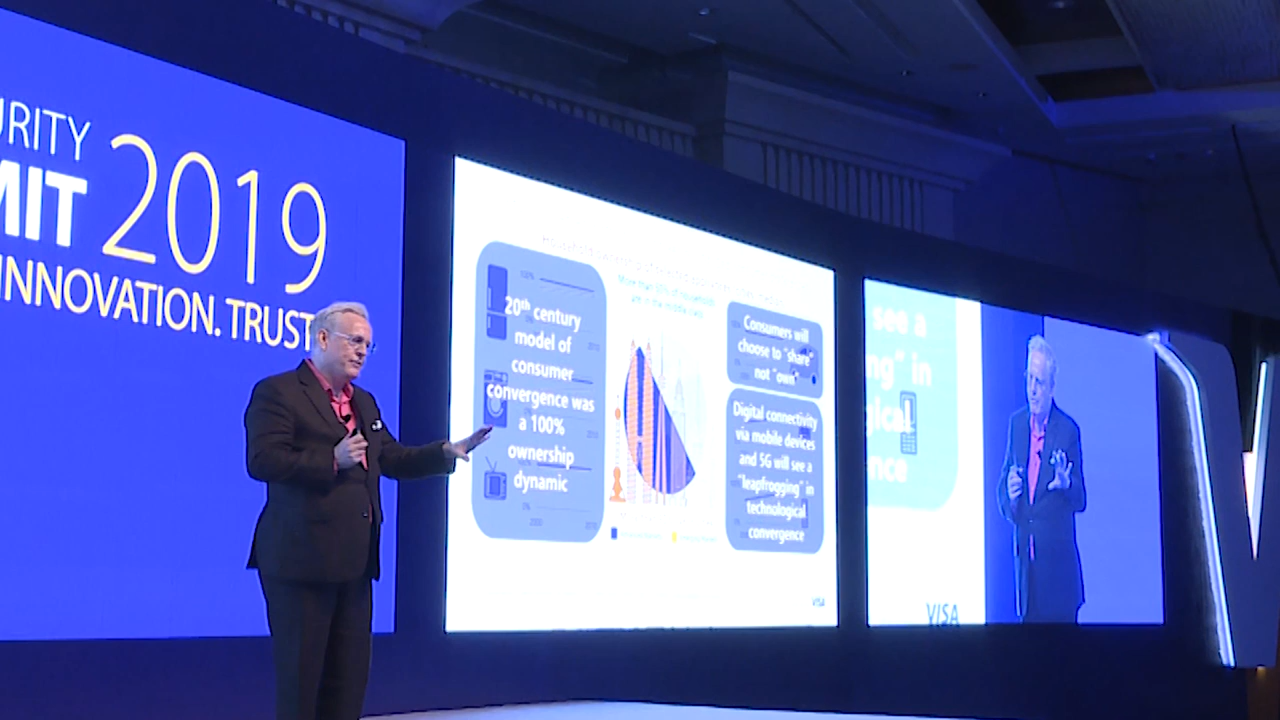 URITY
MIT 2019
INNOVATION. TRUST
20th century
model of
consumer
convergence was
a 100%
ownership
dynamic
Consumers will
choose to "share"
not "own"
Digital connectivity
via mobile devices
and 5G will see a
"leapfrogging" in
technological
convergence
VISA
see a
ng" in
gical
nce
VISA